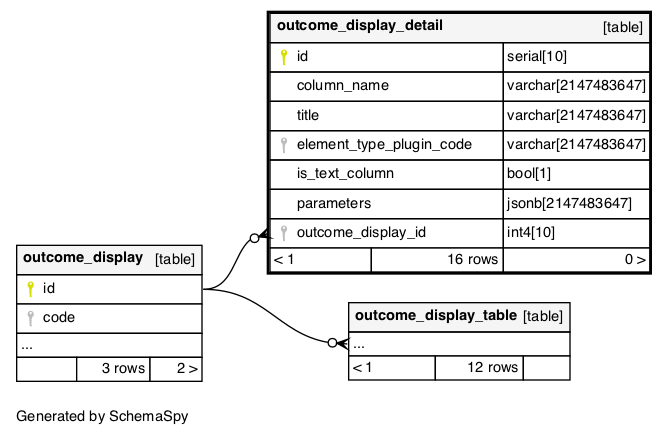 outcome_display_detail [table]
id serial[10]
column_name varchar[2147483647]
title varchar[2147483647]
element_type_plugin_code varchar[2147483647]
is_text_column bool[1]
parameters jsonb[2147483647]
outcome_display_id int4[10]
< 1 16 rows 0 >
outcome_display [table]
id
code
...
3 rows 2 >
outcome_display_table [table]
...
< 1 12 rows
Generated by SchemaSpy